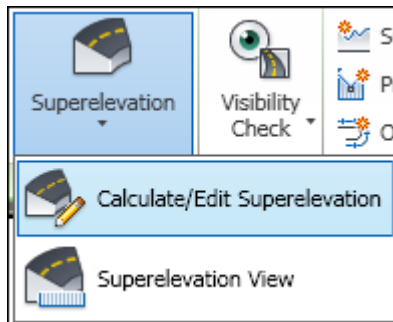 Superelevation
Visibility
Check
S
P
O
Calculate/Edit Superelevation
Superelevation View